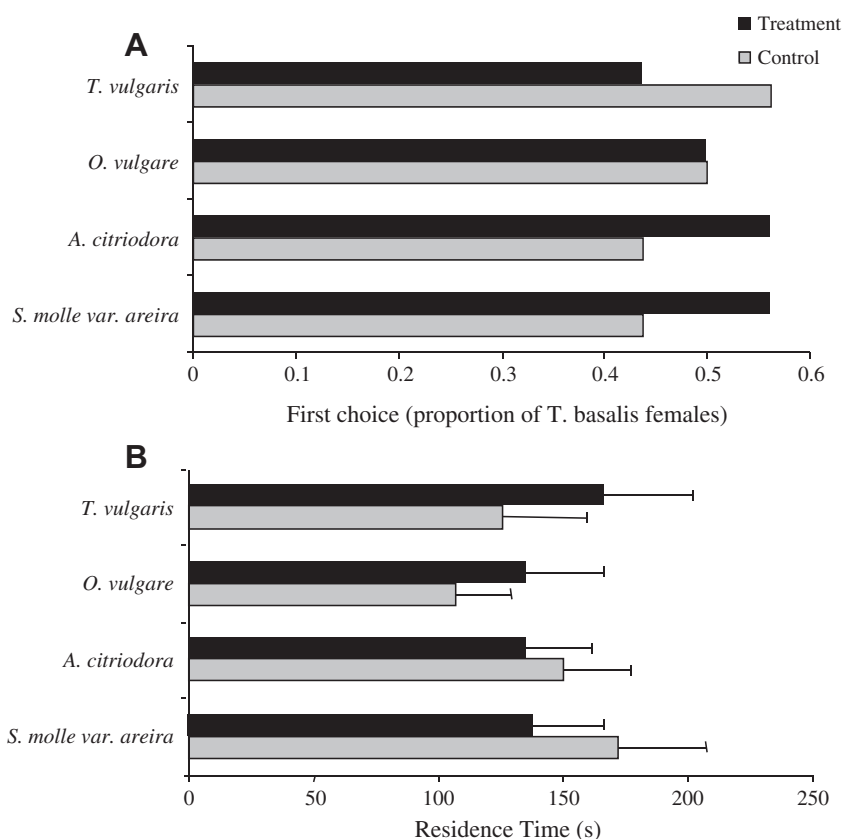 Treatment
Control
A
T. vulgaris
O. vulgare
A. citriodora
S. molle var. areira
0 0.1 0.2 0.3 0.4 0.5 0.6
First choice (proportion of T. basalis females)
B
T. vulgaris
O. vulgare
A. citriodora
S. molle var. areira
0 50 100 150 200 250
Residence Time (s)